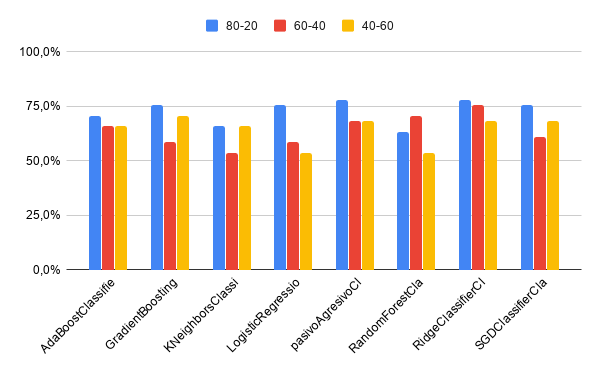 80-20 60-40 40-60
100,0%
75,0%
50,0%
25,0%
0,0%
AdaBoostClassifie
GradientBoosting
KNeighborsClassi
LogisticRegressio
pasivoAgresivoCl
RandomForestCla
RidgeClassifierCl
SGDClassifierCla